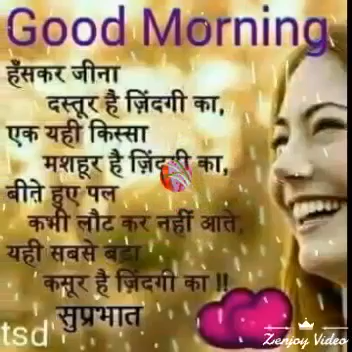 Good Morning
हँसकर जीना
दस्तूर है ज़िंदगी का,
एक यही किस्सा
मशहूर है ज़िंदगी का,
बीते हुए पल
कभी लौट कर नहीं आते,
यही सबसे बड़ा
कसूर है ज़िंदगी का !!
सुप्रभात
tsd
Zenjoy Video